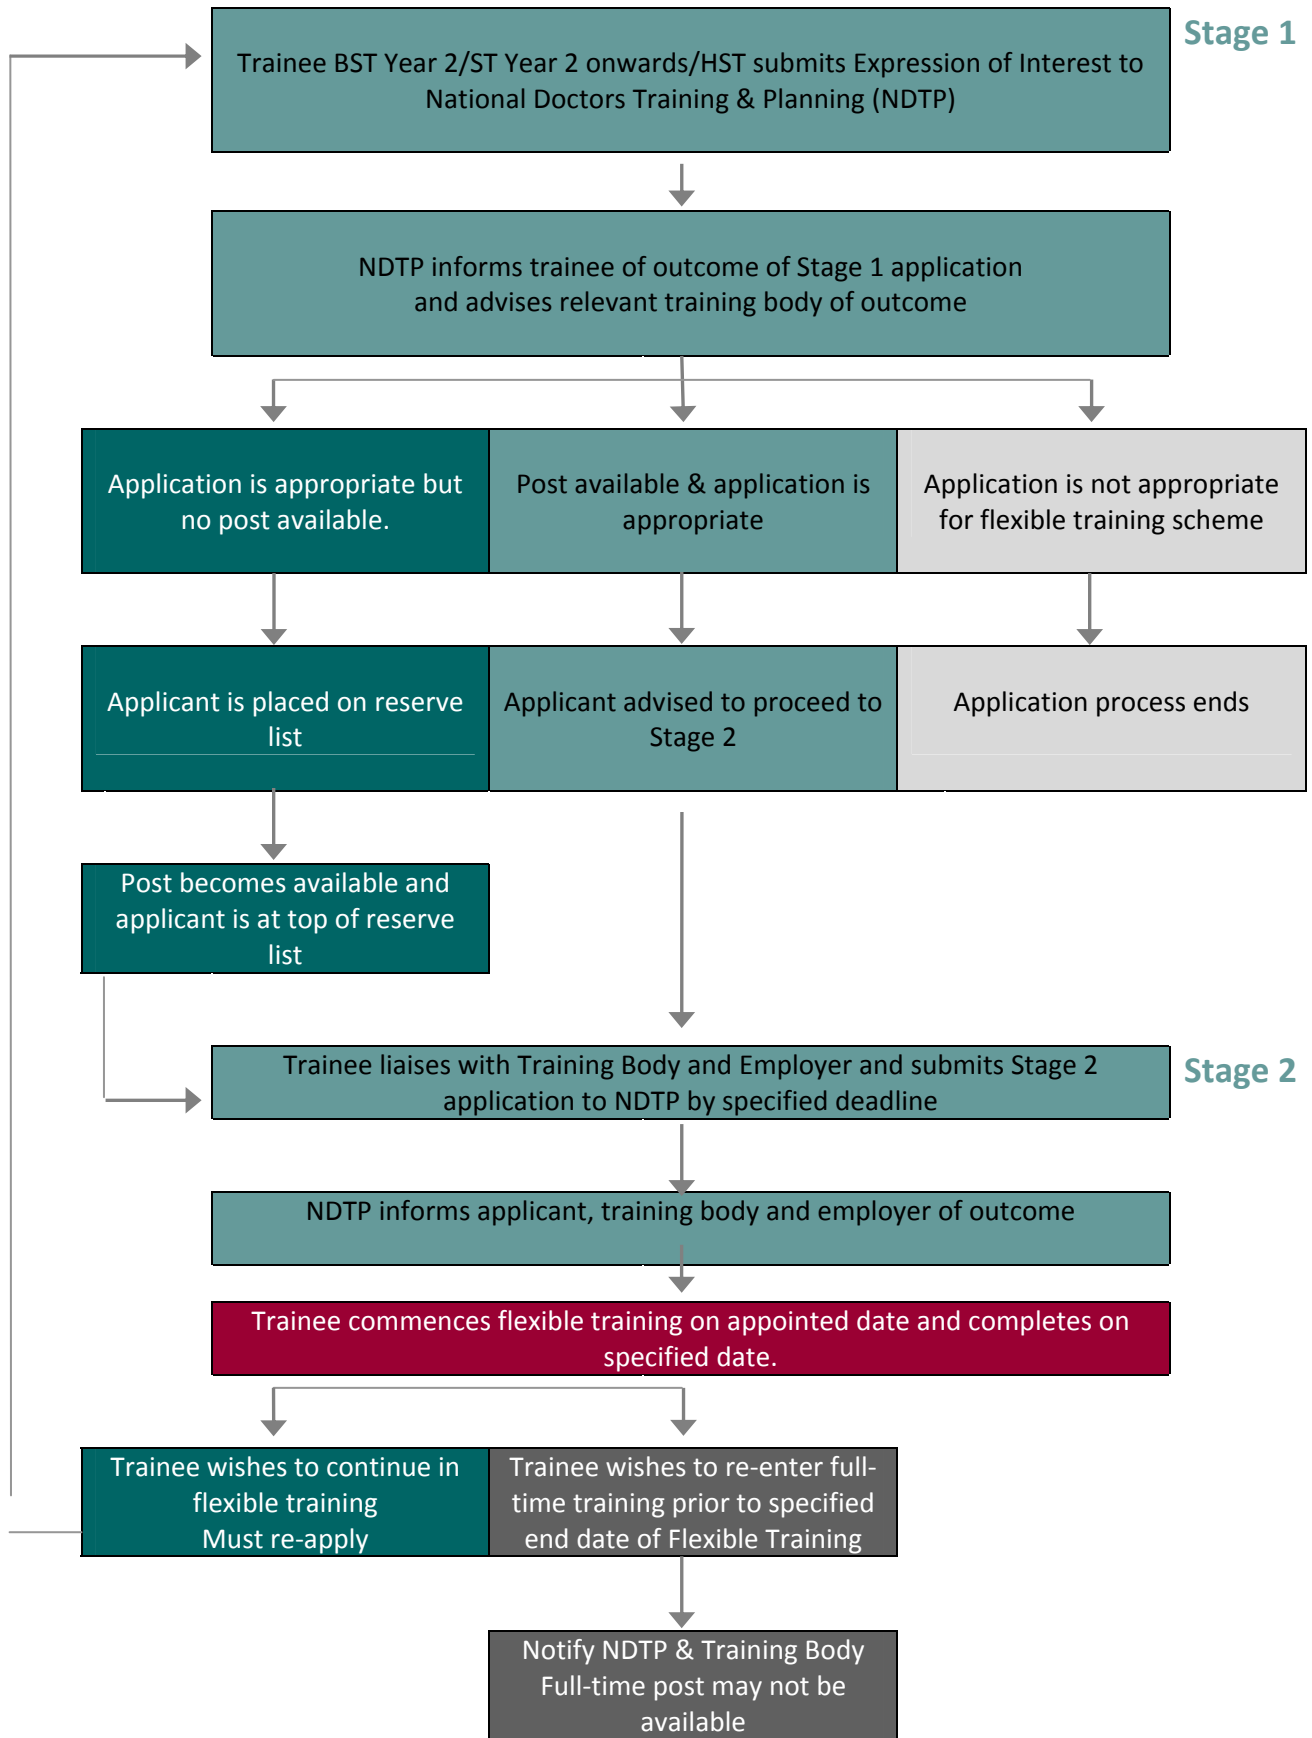 Stage 1
Trainee BST Year 2/ST Year 2 onwards/HST submits Expression of Interest to
National Doctors Training & Planning (NDTP)
NDTP informs trainee of outcome of Stage 1 application
and advises relevant training body of outcome
Application is appropriate but
no post available.
Post available & application is
appropriate
Application is not appropriate
for flexible training scheme
Applicant is placed on reserve
list
Applicant advised to proceed to
Stage 2
Application process ends
Post becomes available and
applicant is at top of reserve
list
Trainee liaises with Training Body and Employer and submits Stage 2
application to NDTP by specified deadline
Stage 2
NDTP informs applicant, training body and employer of outcome
Trainee commences flexible training on appointed date and completes on
specified date.
Trainee wishes to continue in
flexible training
Must re-apply
Trainee wishes to re-enter full-
time training prior to specified
end date of Flexible Training
Notify NDTP & Training Body
Full-time post may not be
available